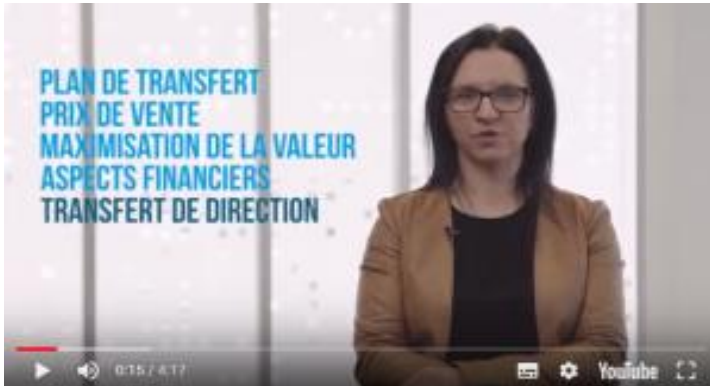 PLAN DE TRANSFERT
PRIX DE VENTE
MAXIMISATION DE LA VALEUR
ASPECTS FINANCIERS
TRANSFERT DE DIRECTION
0:15 / 4:17 YouTube